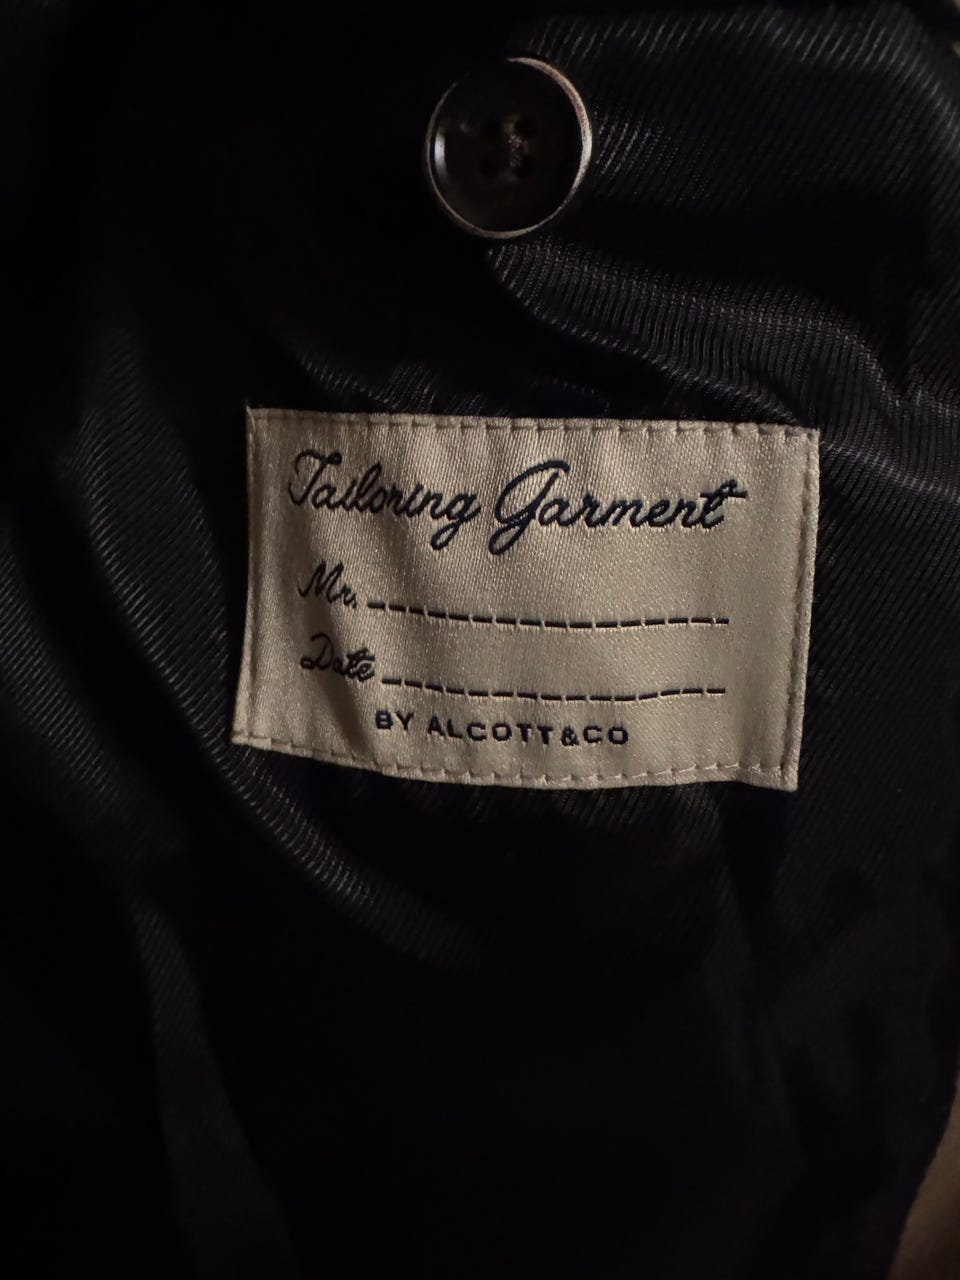 Tailoring Garment
Mr. ------------------
Date -----------------
BY ALCOTT&CO